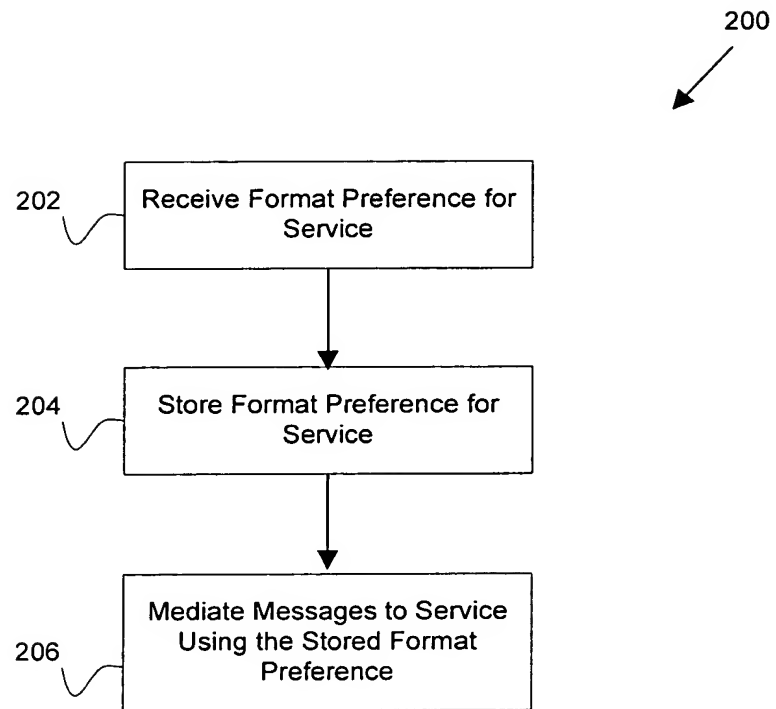 200
202
Receive Format Preference for
Service
204
Store Format Preference for
Service
206
Mediate Messages to Service
Using the Stored Format
Preference